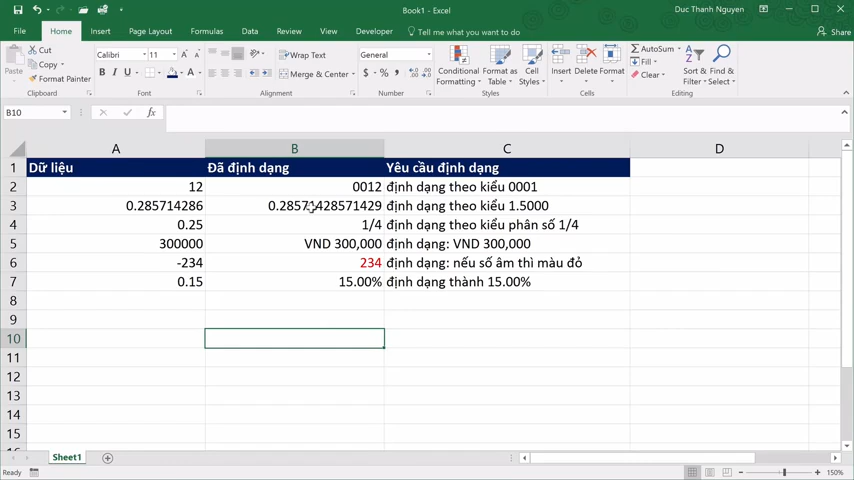 Book1 - Excel
Duc Thanh Nguyen
File Home Insert Page Layout Formulas Data Review View Developer Tell me what you want to do Share
Paste
Cut
Copy
Format Painter
Clipboard
Calibri 11
B I U
Font
Wrap Text
Merge & Center
Alignment
General
$ % ,
Number
Conditional Formatting
Format as Table
Cell Styles
Styles
Insert Delete Format
Cells
AutoSum
Fill
Clear
Sort & Filter
Find & Select
Editing
B10 fx
A B C D
1 Dữ liệu Đã định dạng Yêu cầu định dạng
2 12 0012 định dạng theo kiểu 0001
3 0.285714286 0.28571428571429 định dạng theo kiểu 1.5000
4 0.25 1/4 định dạng theo kiểu phân số 1/4
5 300000 VND 300,000 định dạng: VND 300,000
6 -234 234 định dạng: nếu số âm thì màu đỏ
7 0.15 15.00% định dạng thành 15.00%
8
9
10
11
12
13
14
15
Sheet1
Ready
150%